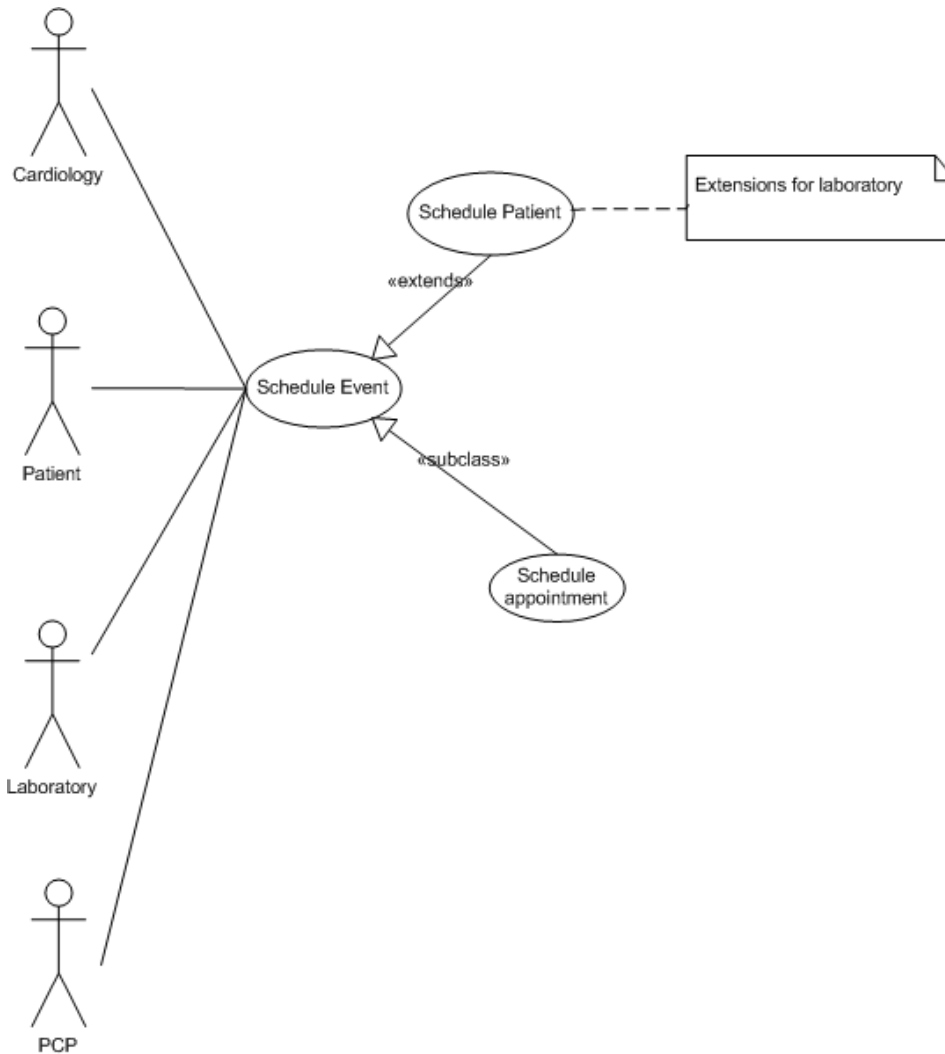 Cardiology
Schedule Patient
Extensions for laboratory
«extends»
Schedule Event
Patient
«subclass»
Schedule
appointment
Laboratory
PCP